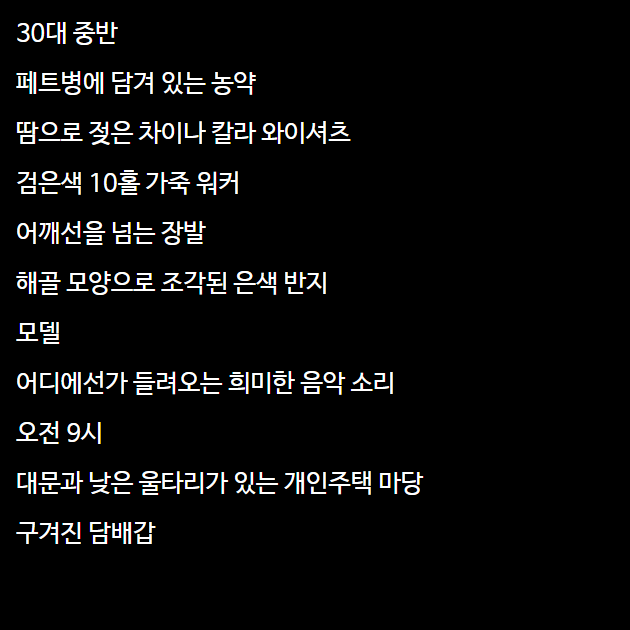 30대 중반
페트병에 담겨 있는 농약
땀으로 젖은 차이나 칼라 와이셔츠
검은색 10홀 가죽 워커
어깨선을 넘는 장발
해골 모양으로 조각된 은색 반지
모델
어디에선가 들려오는 희미한 음악 소리
오전 9시
대문과 낮은 울타리가 있는 개인주택 마당
구겨진 담배갑